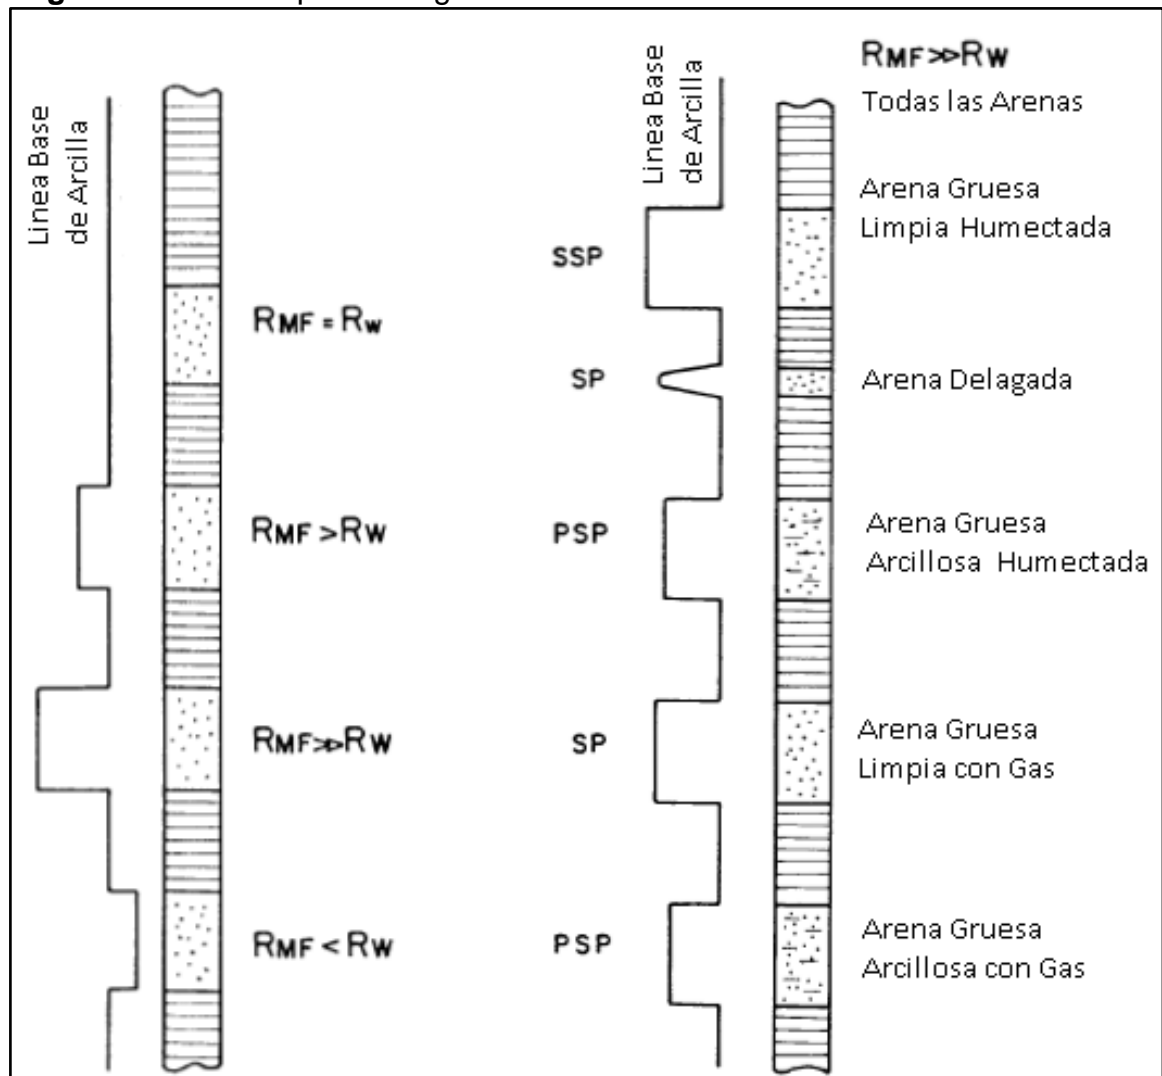 Linea Base
de Arcilla
RMF = RW
RMF > RW
RMF >> RW
RMF < RW
Linea Base
de Arcilla
SSP
SP
PSP
SP
PSP
RMF >> RW
Todas las Arenas
Arena Gruesa
Limpia Humectada
Arena Delagada
Arena Gruesa
Arcillosa Humectada
Arena Gruesa
Limpia con Gas
Arena Gruesa
Arcillosa con Gas